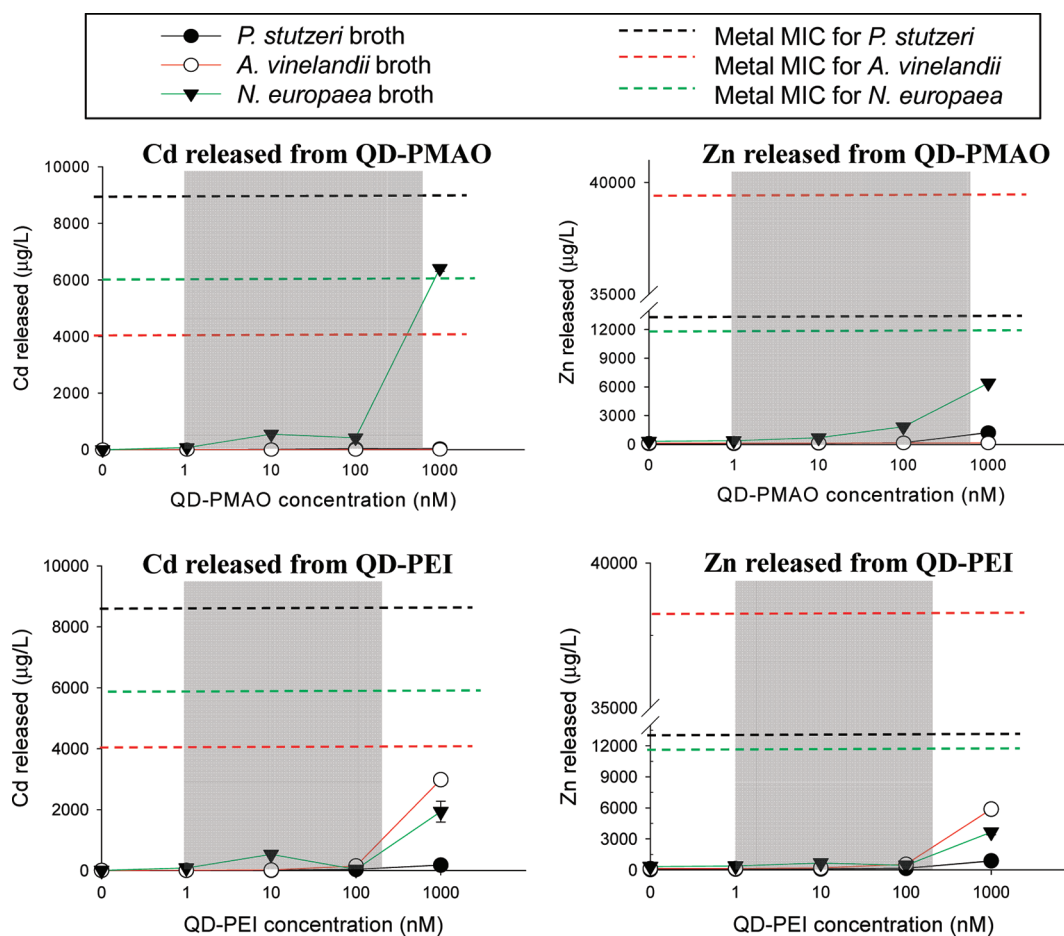 P. stutzeri broth
A. vinelandii broth
N. europaea broth
Metal MIC for P. stutzeri
Metal MIC for A. vinelandii
Metal MIC for N. europaea
Cd released from QD-PMAO
Cd released (µg/L)
10000
8000
6000
4000
2000
0
0 1 10 100 1000
QD-PMAO concentration (nM)
Zn released from QD-PMAO
Zn released (µg/L)
40000
35000
12000
9000
6000
3000
0
0 1 10 100 1000
QD-PMAO concentration (nM)
Cd released from QD-PEI
Cd released (µg/L)
10000
8000
6000
4000
2000
0
0 1 10 100 1000
QD-PEI concentration (nM)
Zn released from QD-PEI
Zn released (µg/L)
40000
35000
12000
9000
6000
3000
0
0 1 10 100 1000
QD-PEI concentration (nM)